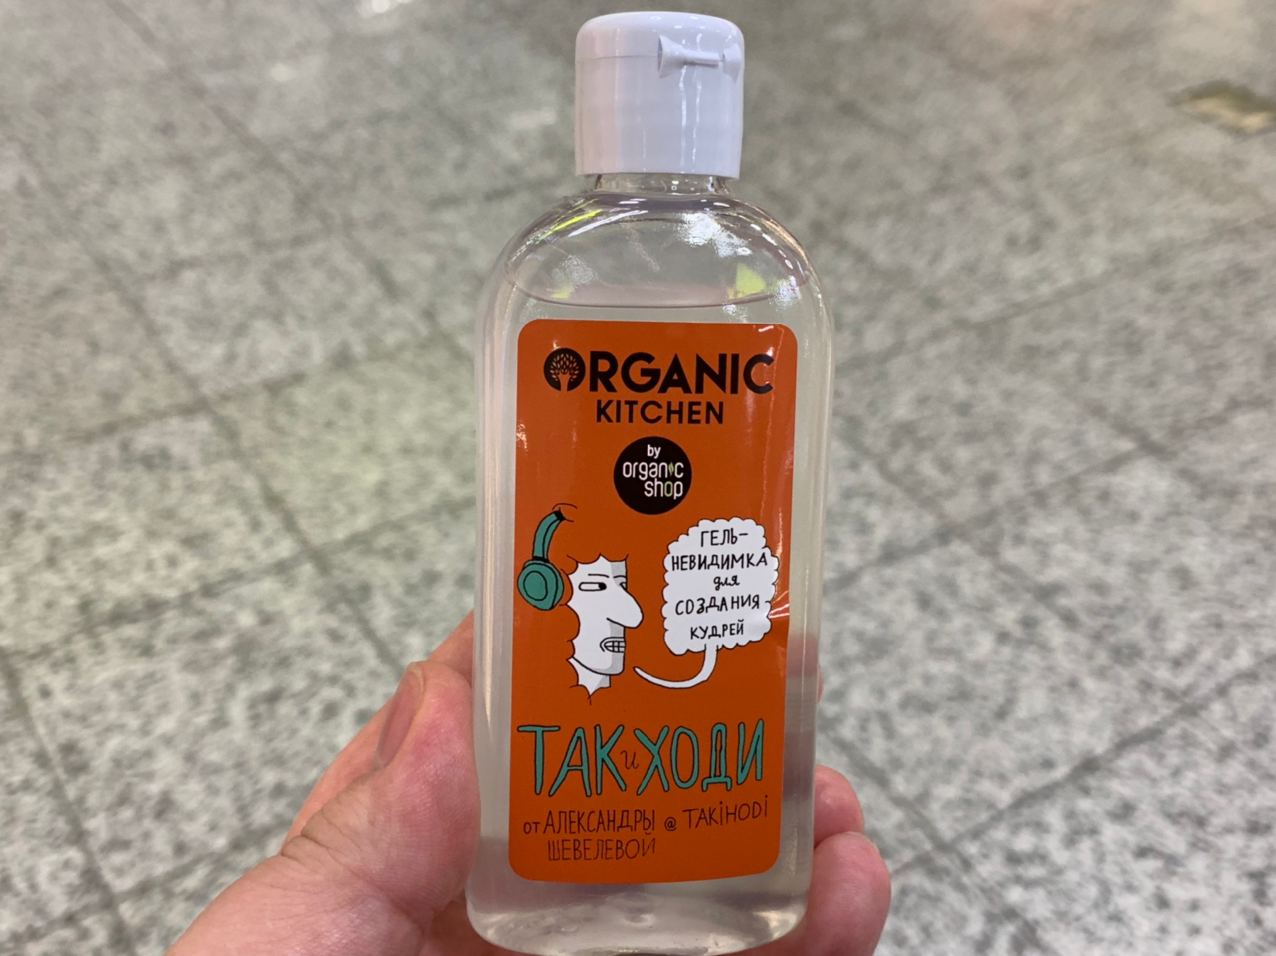 ORGANIC
KITCHEN
by
organic
shop
ГЕЛЬ-
НЕВИДИМКА
для
СОЗДАНИЯ
КУДРЕЙ
ТАК и ХОДИ
от АЛЕКСАНДРЫ @ TAKiHODi
ШЕВЕЛЕВОЙ